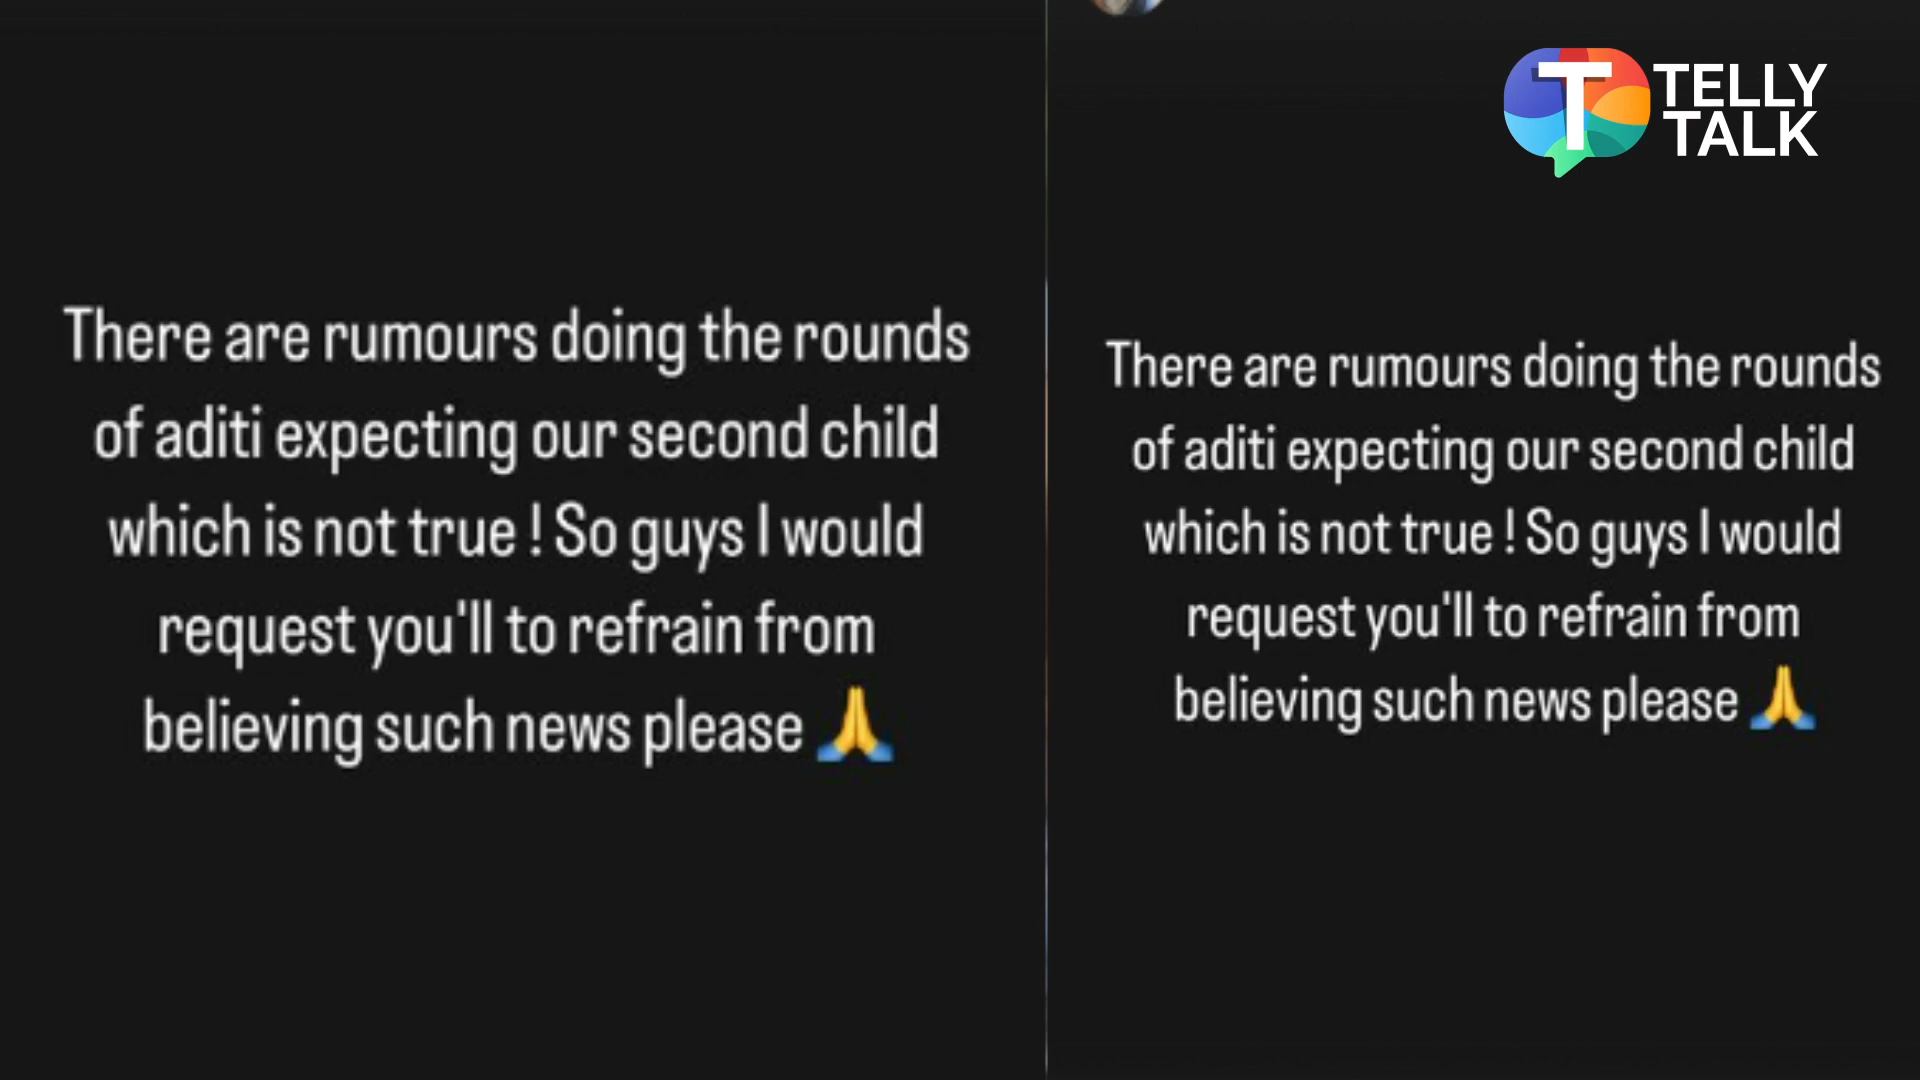 There are rumours doing the rounds
of aditi expecting our second child
which is not true ! So guys I would
request you'll to refrain from
believing such news please 🙏
T TELLY
TALK
There are rumours doing the rounds
of aditi expecting our second child
which is not true ! So guys I would
request you'll to refrain from
believing such news please 🙏